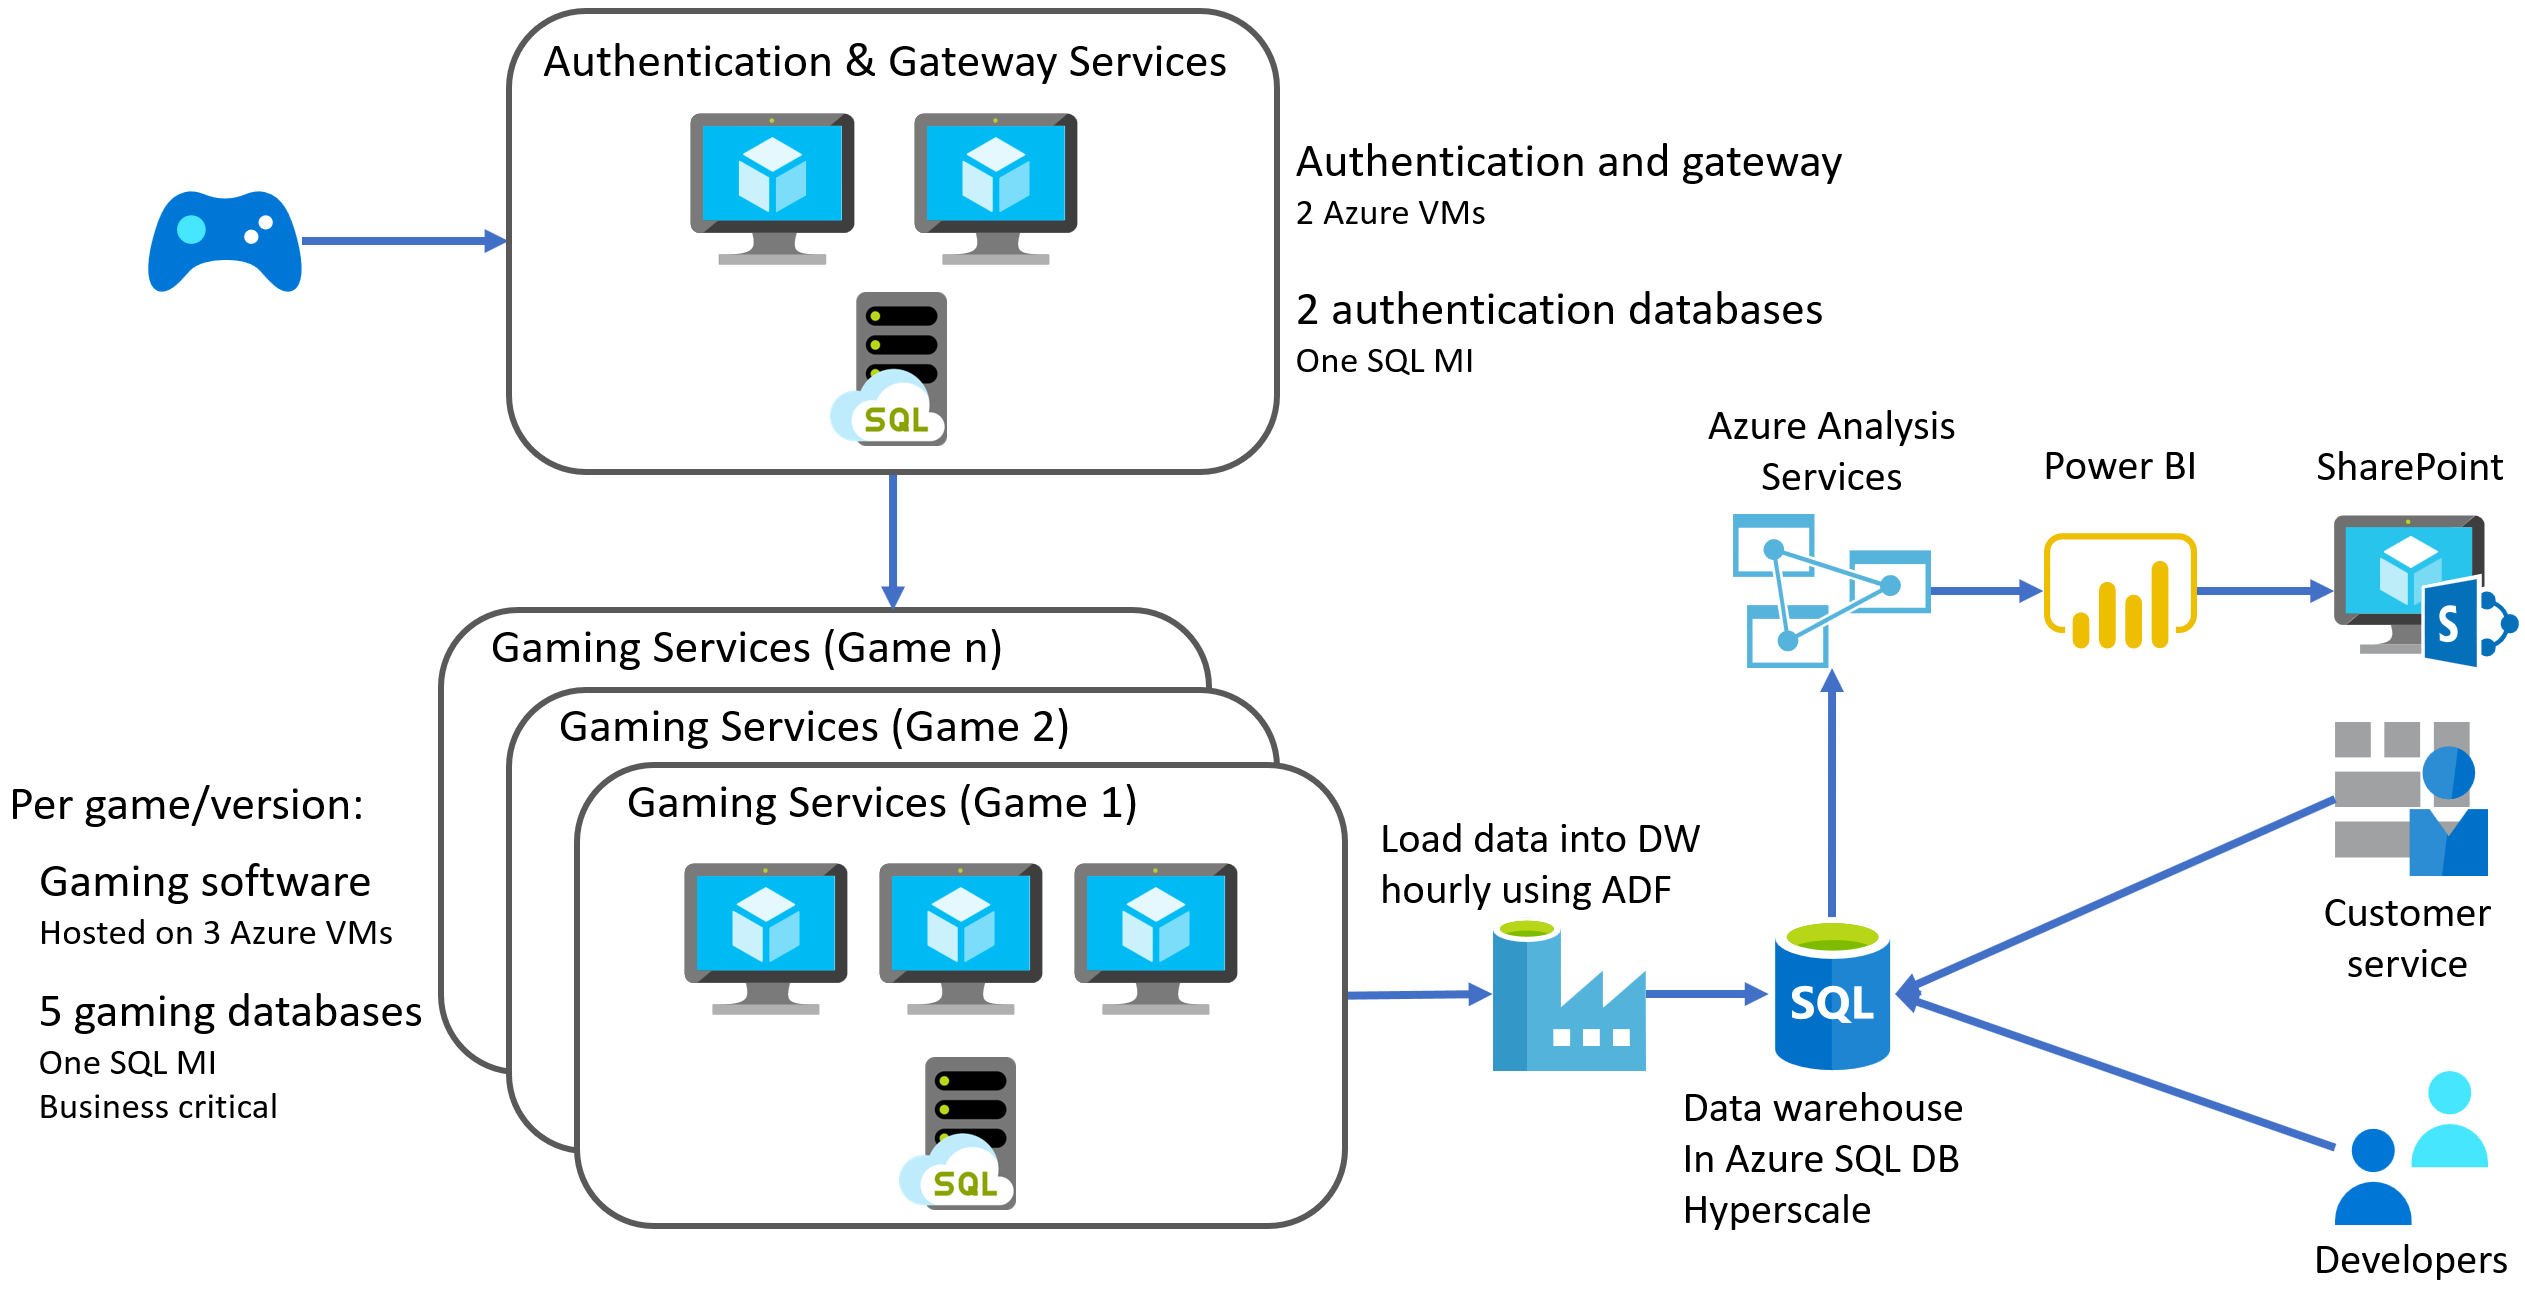 Authentication & Gateway Services
Authentication and gateway
2 Azure VMs
2 authentication databases
One SQL MI
SQL
Azure Analysis
Services
Power BI
SharePoint
S
Gaming Services (Game n)
Gaming Services (Game 2)
Gaming Services (Game 1)
Per game/version:
Gaming software
Hosted on 3 Azure VMs
5 gaming databases
One SQL MI
Business critical
SQL
Load data into DW
hourly using ADF
SQL
Data warehouse
In Azure SQL DB
Hyperscale
Customer
service
Developers